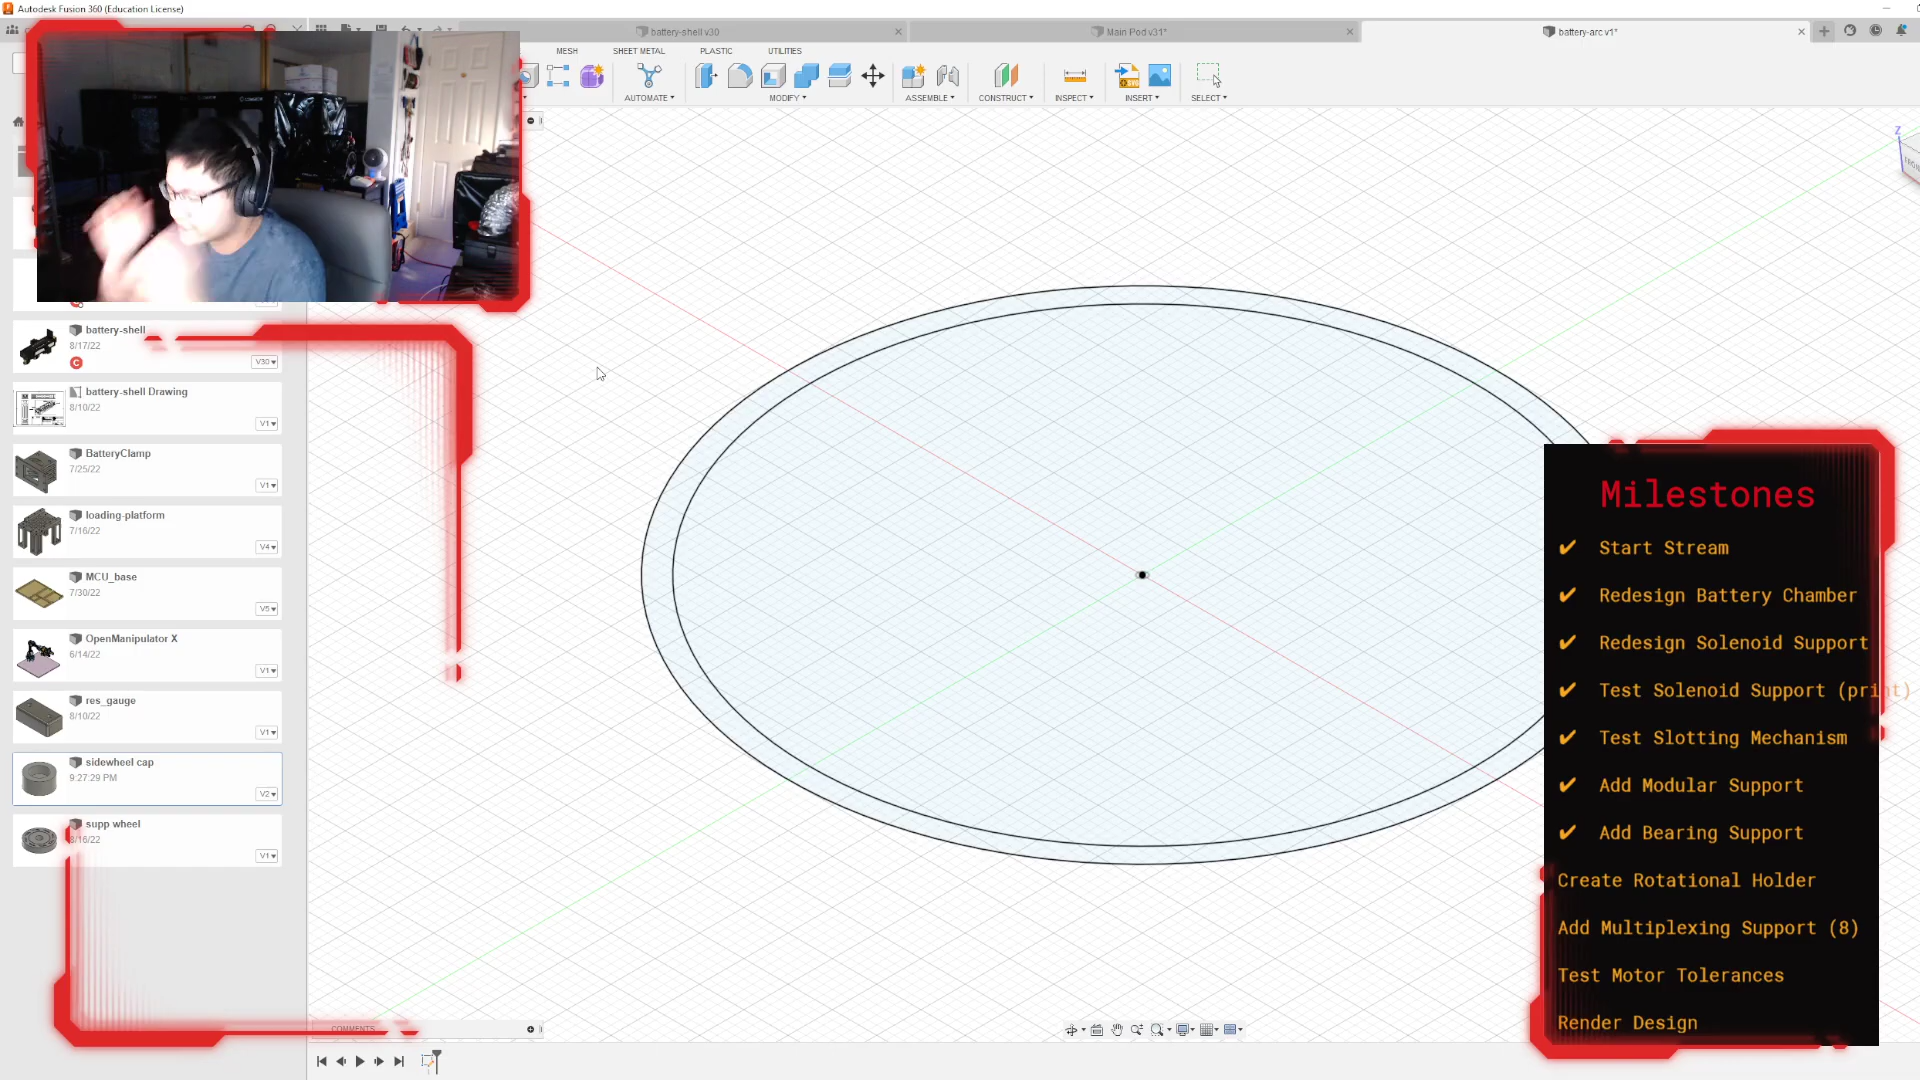 Autodesk Fusion 360 (Education License)
battery-shell v30
Main Pod v31*
battery-arc v1*
MESH
SHEET METAL
PLASTIC
UTILITIES
AUTOMATE
MODIFY
ASSEMBLE
CONSTRUCT
INSPECT
INSERT
SELECT
Z
battery-shell
8/17/22
V30
battery-shell Drawing
8/10/22
V1
BatteryClamp
7/25/22
V1
loading-platform
7/16/22
V4
MCU_base
7/30/22
V5
OpenManipulator X
6/14/22
V1
res_gauge
8/10/22
V1
sidewheel cap
9:27:29 PM
V2
supp wheel
8/16/22
V1
COMMENTS
Milestones
✔ Start Stream
✔ Redesign Battery Chamber
✔ Redesign Solenoid Support
✔ Test Solenoid Support (print)
✔ Test Slotting Mechanism
✔ Add Modular Support
✔ Add Bearing Support
Create Rotational Holder
Add Multiplexing Support (8)
Test Motor Tolerances
Render Design